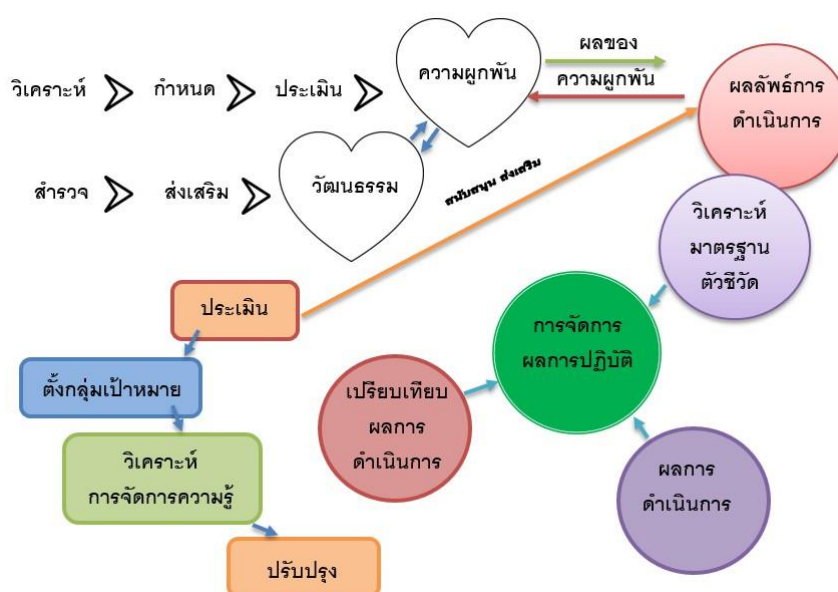 ผลของ
ความผูกพัน
วิเคราะห์
กำหนด
ประเมิน
ความผูกพัน
ผลลัพธ์การ
ดำเนินการ
สำรวจ
ส่งเสริม
วัฒนธรรม
สนับสนุน ส่งเสริม
วิเคราะห์
มาตรฐาน
ตัวชีวัด
ประเมิน
ตั้งกลุ่มเป้าหมาย
วิเคราะห์
การจัดการความรู้
ปรับปรุง
การจัดการ
ผลการปฏิบัติ
เปรียบเทียบ
ผลการ
ดำเนินการ
ผลการ
ดำเนินการ